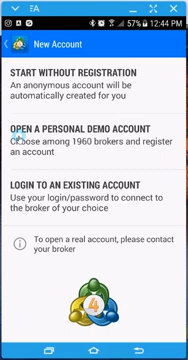 57% 12:44 PM
New Account
START WITHOUT REGISTRATION
An anonymous account will be
automatically created for you
OPEN A PERSONAL DEMO ACCOUNT
Choose among 1960 brokers and register
an account
LOGIN TO AN EXISTING ACCOUNT
Use your login/password to connect to
the broker of your choice
To open a real account, please contact
your broker
4